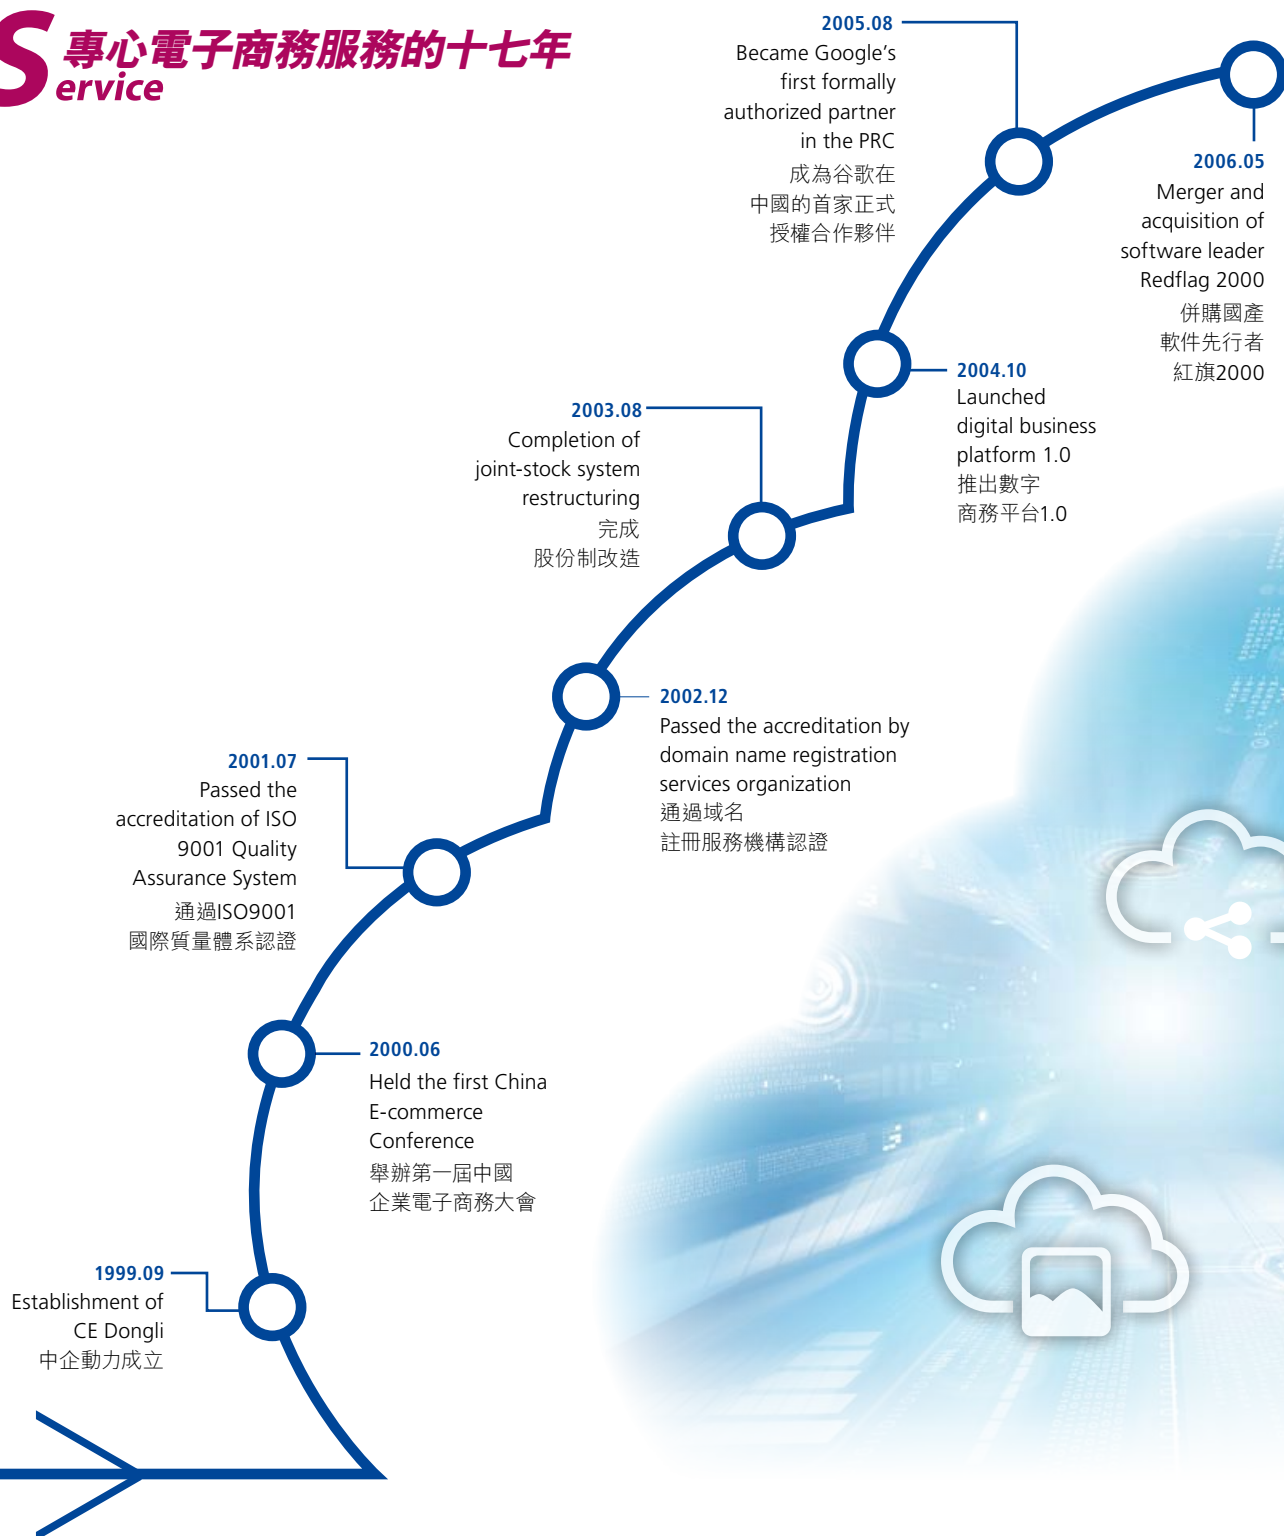 專心電子商務服務的十七年
Service
2005.08
Became Google's
first formally
authorized partner
in the PRC
成為谷歌在
中國的首家正式
授權合作夥伴
2006.05
Merger and
acquisition of
software leader
Redflag 2000
併購國產
軟件先行者
紅旗2000
2004.10
Launched
digital business
platform 1.0
推出數字
商務平台1.0
2003.08
Completion of
joint-stock system
restructuring
完成
股份制改造
2002.12
Passed the accreditation by
domain name registration
services organization
通過域名
註冊服務機構認證
2001.07
Passed the
accreditation of ISO
9001 Quality
Assurance System
通過ISO9001
國際質量體系認證
2000.06
Held the first China
E-commerce
Conference
舉辦第一屆中國
企業電子商務大會
1999.09
Establishment of
CE Dongli
中企動力成立